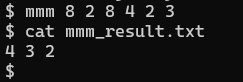 $ mmm 8 2 8 4 2 3
$ cat mmm_result.txt
4 3 2
$